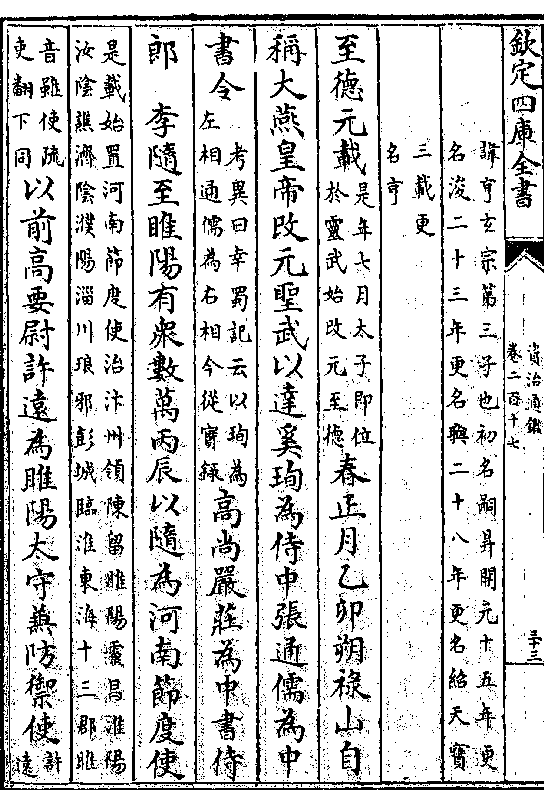 欽定四庫全書
資治通鑑
卷二百十七
三十三
諱亨玄宗第三子也初名嗣昇開元十五年更
名浚二十三年更名璵二十八年更名紹天寶
三載更
名亨
至德元載是年七月太子即位
於靈武始改元至德春正月乙卯朔祿山自
稱大燕皇帝改元聖武以達奚珣為侍中張通儒為中
書令考異曰幸蜀記云以珣為
左相通儒為右相今從實錄高尚嚴莊為中書侍
郎 李隨至睢陽有衆數萬丙辰以隨為河南節度使
是載始置河南節度使治汴州領陳留睢陽靈昌淮陽
汝陰譙濟陰濮陽淄川琅邪彭城臨淮東海十三郡睢
音雖使疏
吏翻下同以前高要尉許遠為睢陽太守兼防禦使許
遠